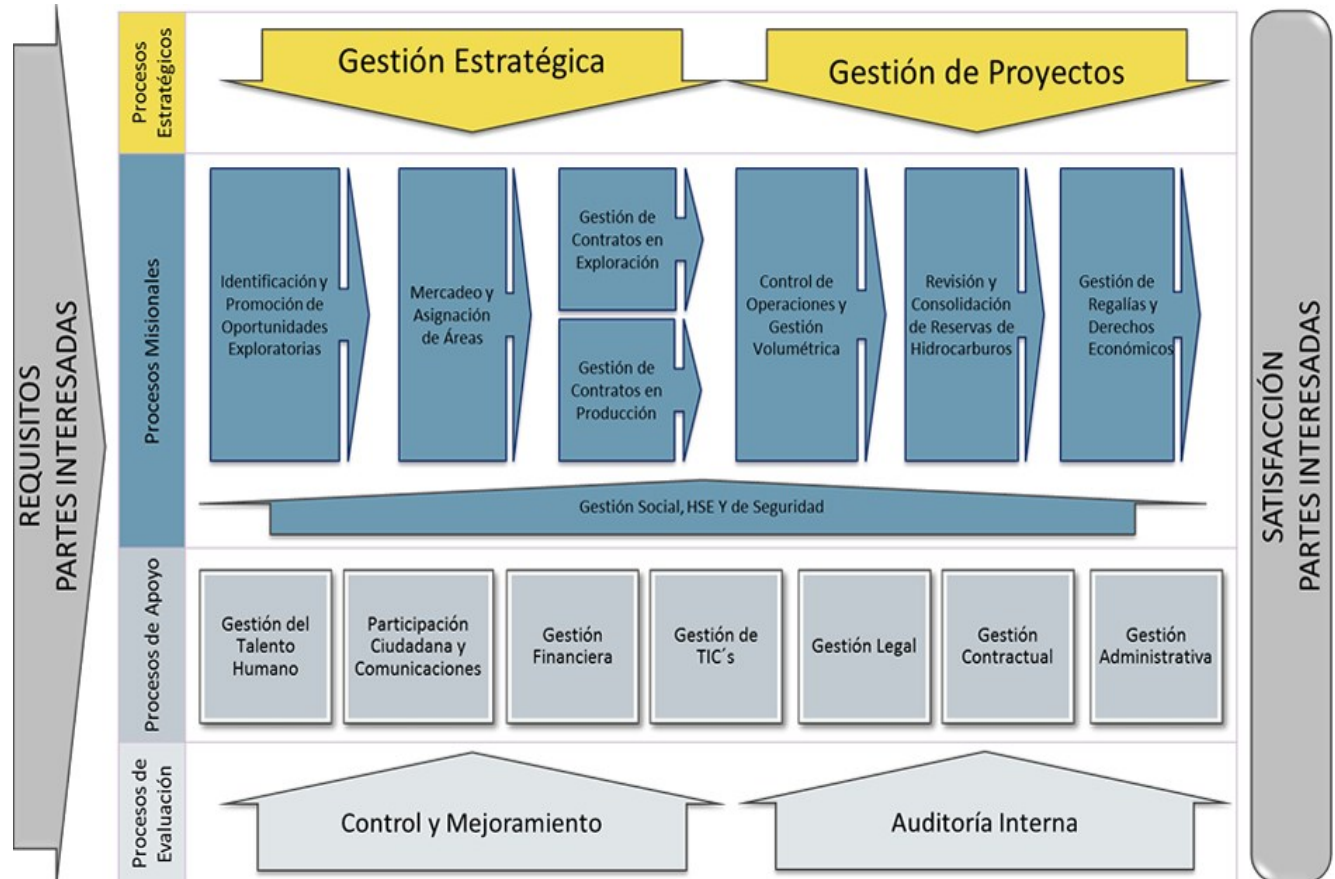 REQUISITOS
PARTES INTERESADAS
Procesos
Estratégicos
Gestión Estratégica
Gestión de Proyectos
Procesos Misionales
Identificación y
Promoción de
Oportunidades
Exploratorias
Mercadeo y
Asignación
de Áreas
Gestión de
Contratos en
Exploración
Gestión de
Contratos en
Producción
Control de
Operaciones y
Gestión
Volumétrica
Revisión y
Consolidación
de Reservas de
Hidrocarburos
Gestión de
Regalías y
Derechos
Económicos
Gestión Social, HSE Y de Seguridad
Procesos de Apoyo
Gestión del
Talento
Humano
Participación
Ciudadana y
Comunicaciones
Gestión
Financiera
Gestión de
TIC´s
Gestión Legal
Gestión
Contractual
Gestión
Administrativa
Procesos de
Evaluación
Control y Mejoramiento
Auditoría Interna
SATISFACCIÓN
PARTES INTERESADAS